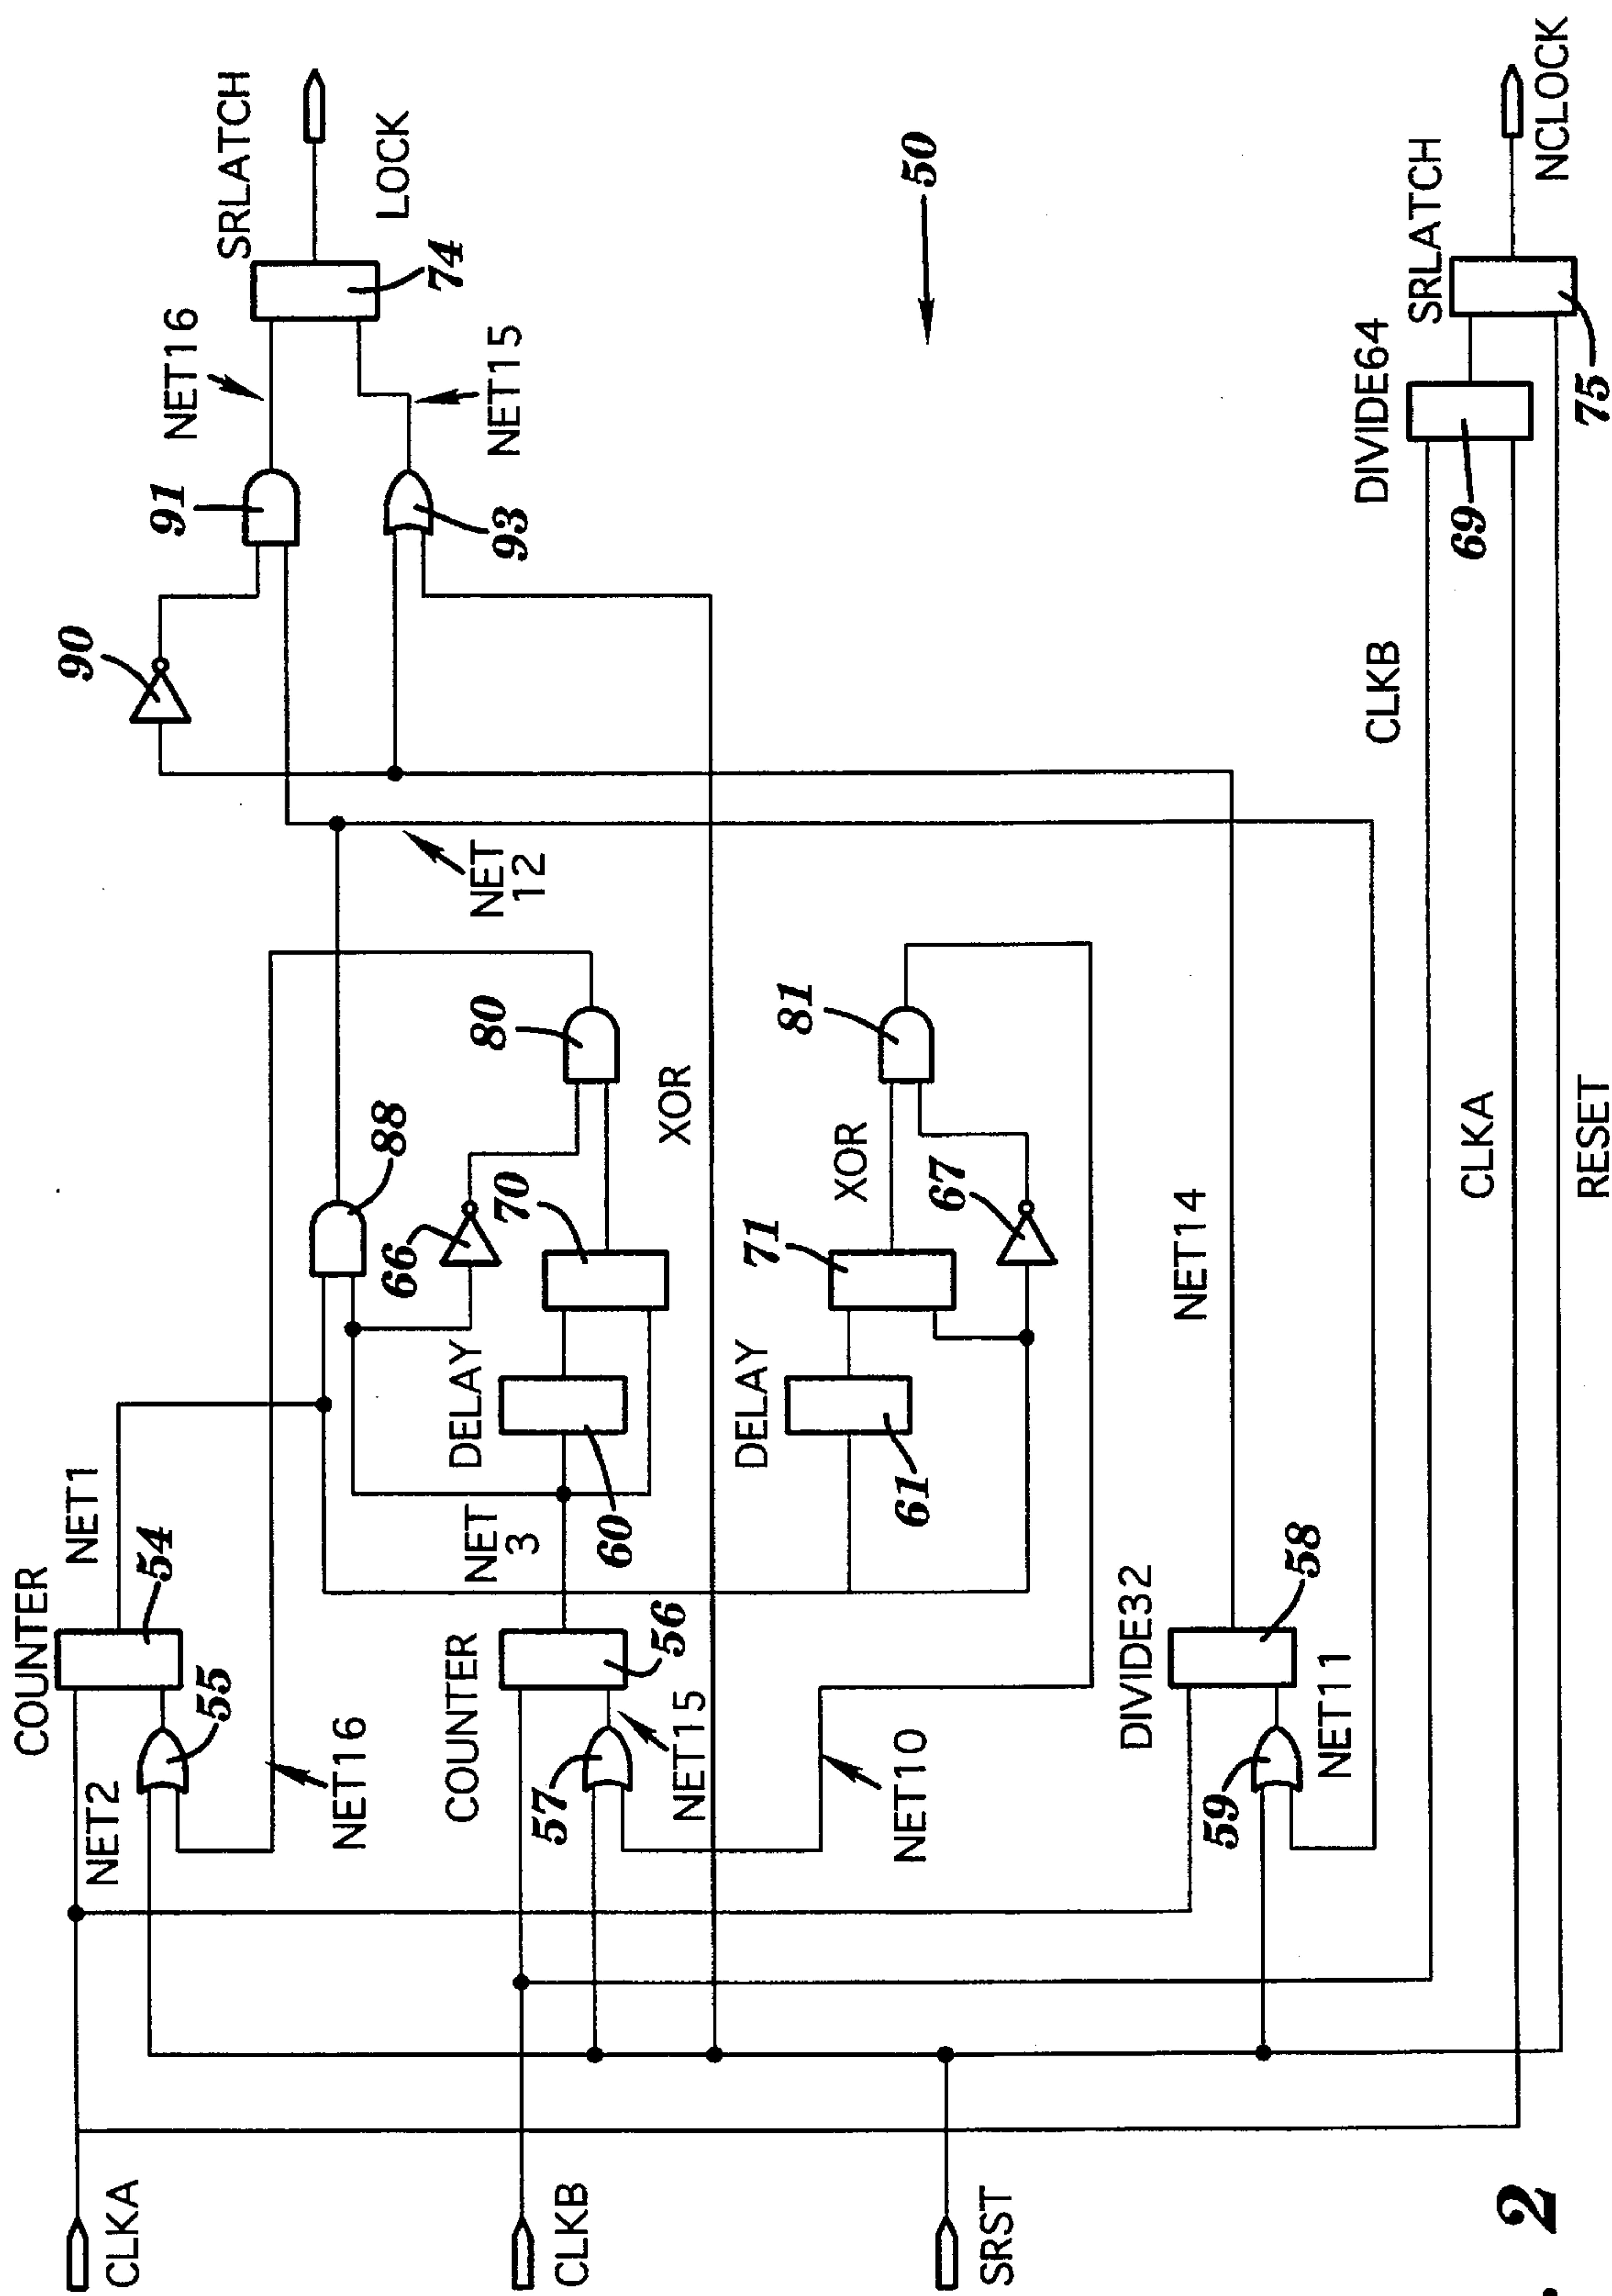 COUNTER
NET1
54
NET2
55
CLKA
NET16
88
66
NET16
91
90
SRLATCH
LOCK
74
NET15
93
NET
12
COUNTER
56
57
NET15
CLKB
NET
3
DELAY
60
70
80
XOR
DELAY
61
71
XOR
67
81
NET10
SRST
50
DIVIDE32
58
59
NET11
NET14
CLKB
CLKA
RESET
DIVIDE64
69
SRLATCH
75
NCLOCK
2